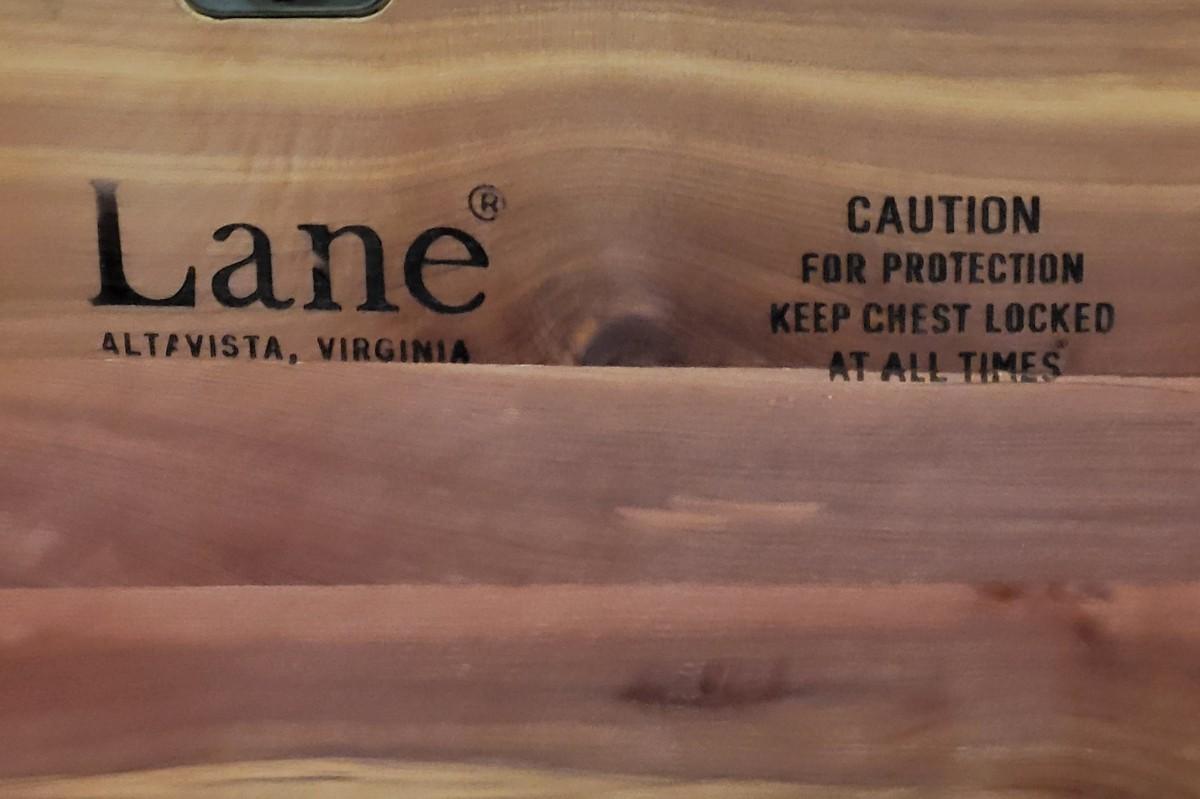 Lane®
ALTAVISTA, VIRGINIA
CAUTION
FOR PROTECTION
KEEP CHEST LOCKED
AT ALL TIMES